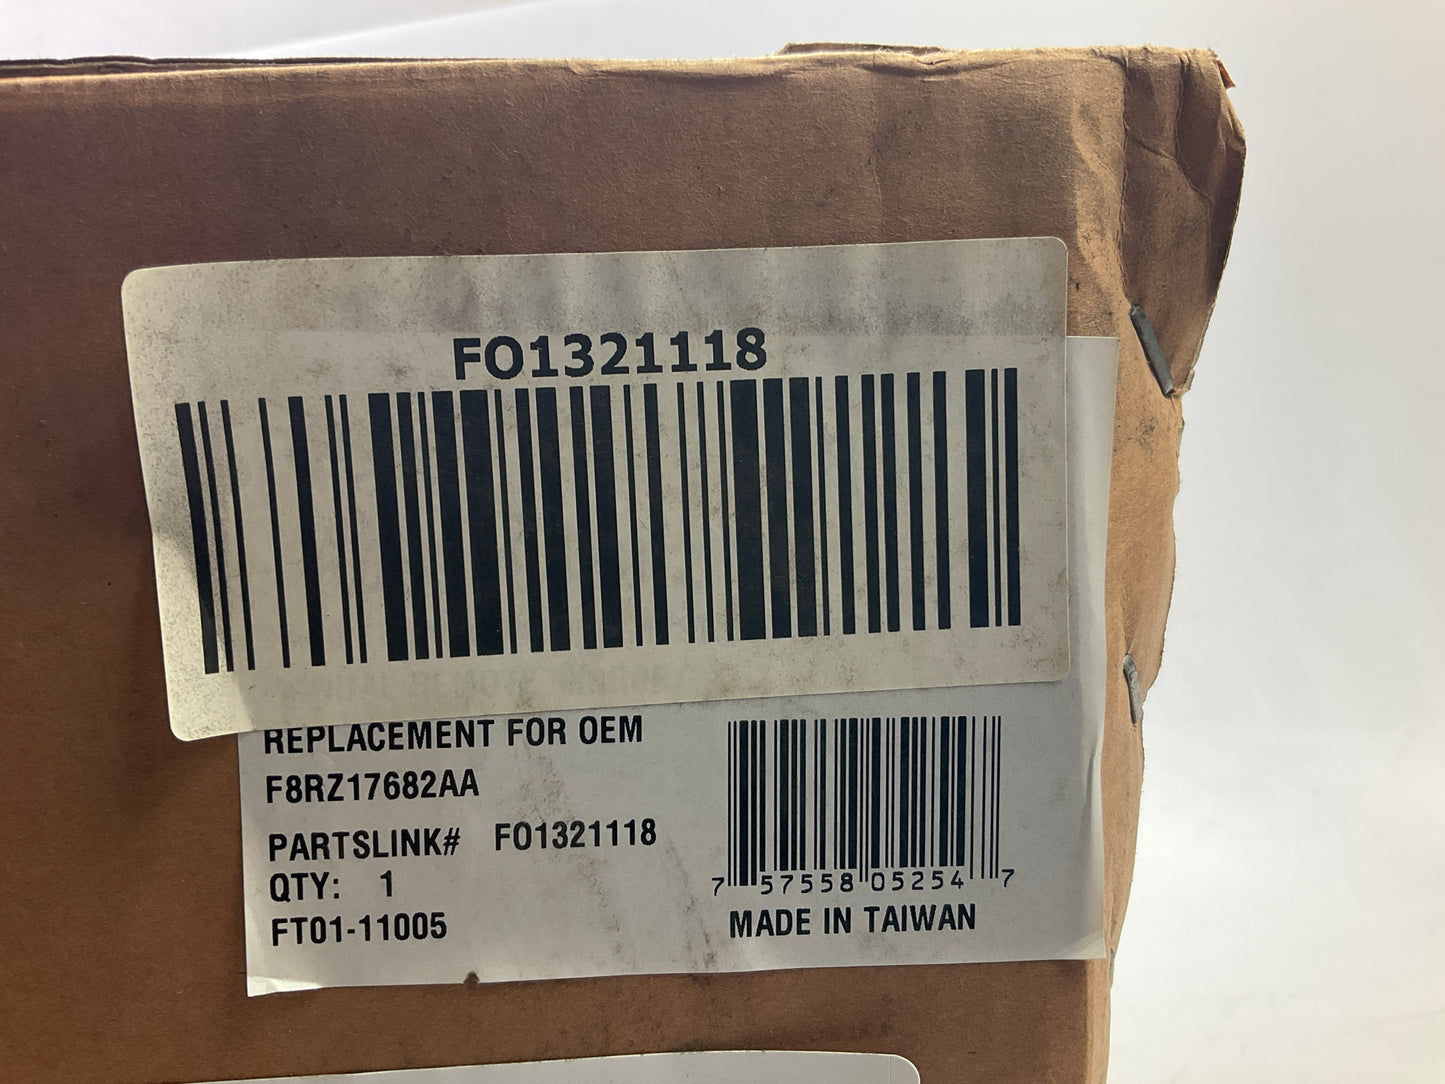 FO1321118
REPLACEMENT FOR OEM
F8RZ17682AA
PARTSLINK# FO1321118
QTY: 1
FT01-11005
7 57558 05254 7
MADE IN TAIWAN